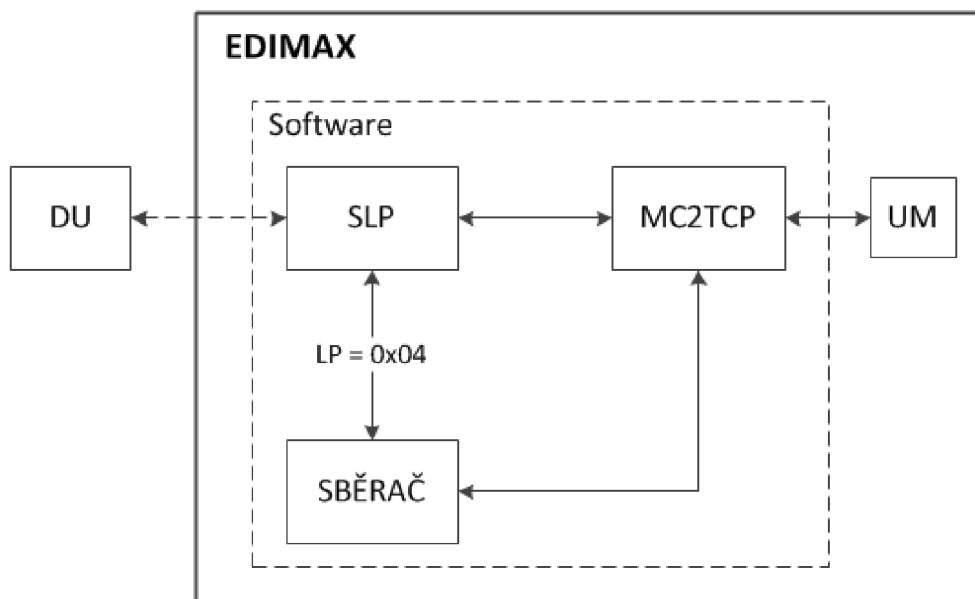 EDIMAX
Software
DU
SLP
MC2TCP
UM
LP = 0x04
SBĚRAČ